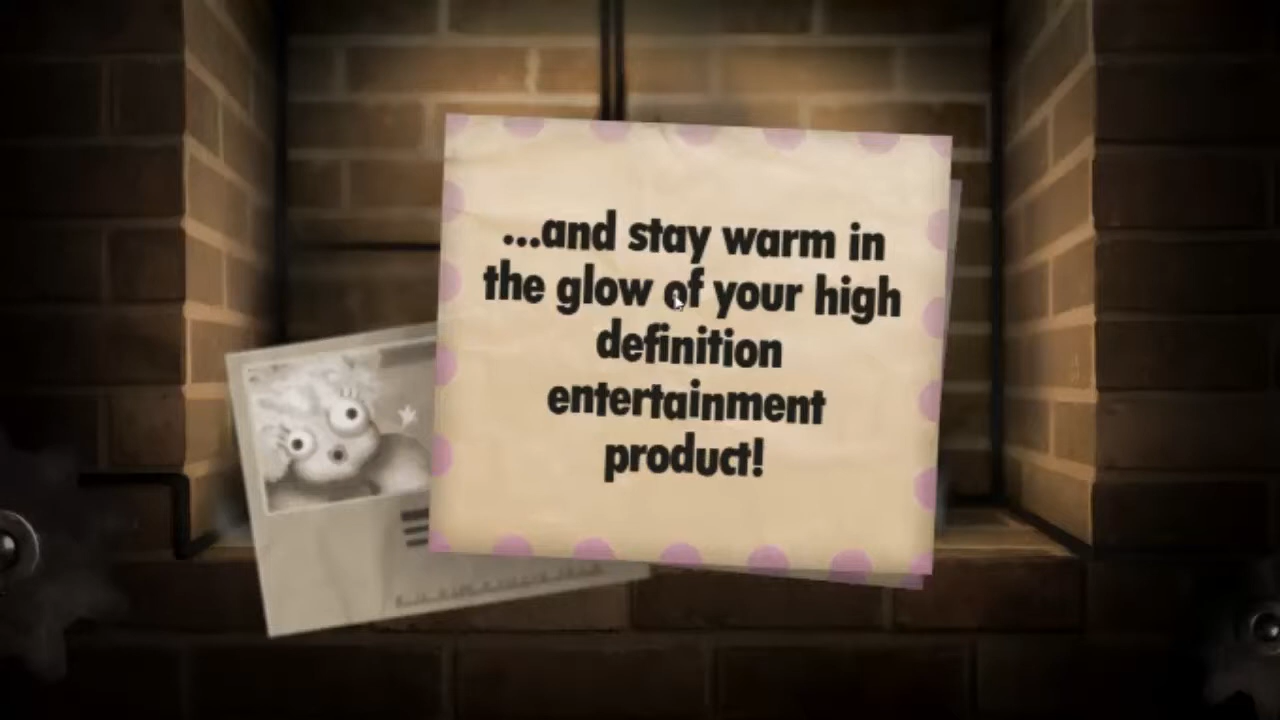 ...and stay warm in
the glow of your high
definition
entertainment
product!